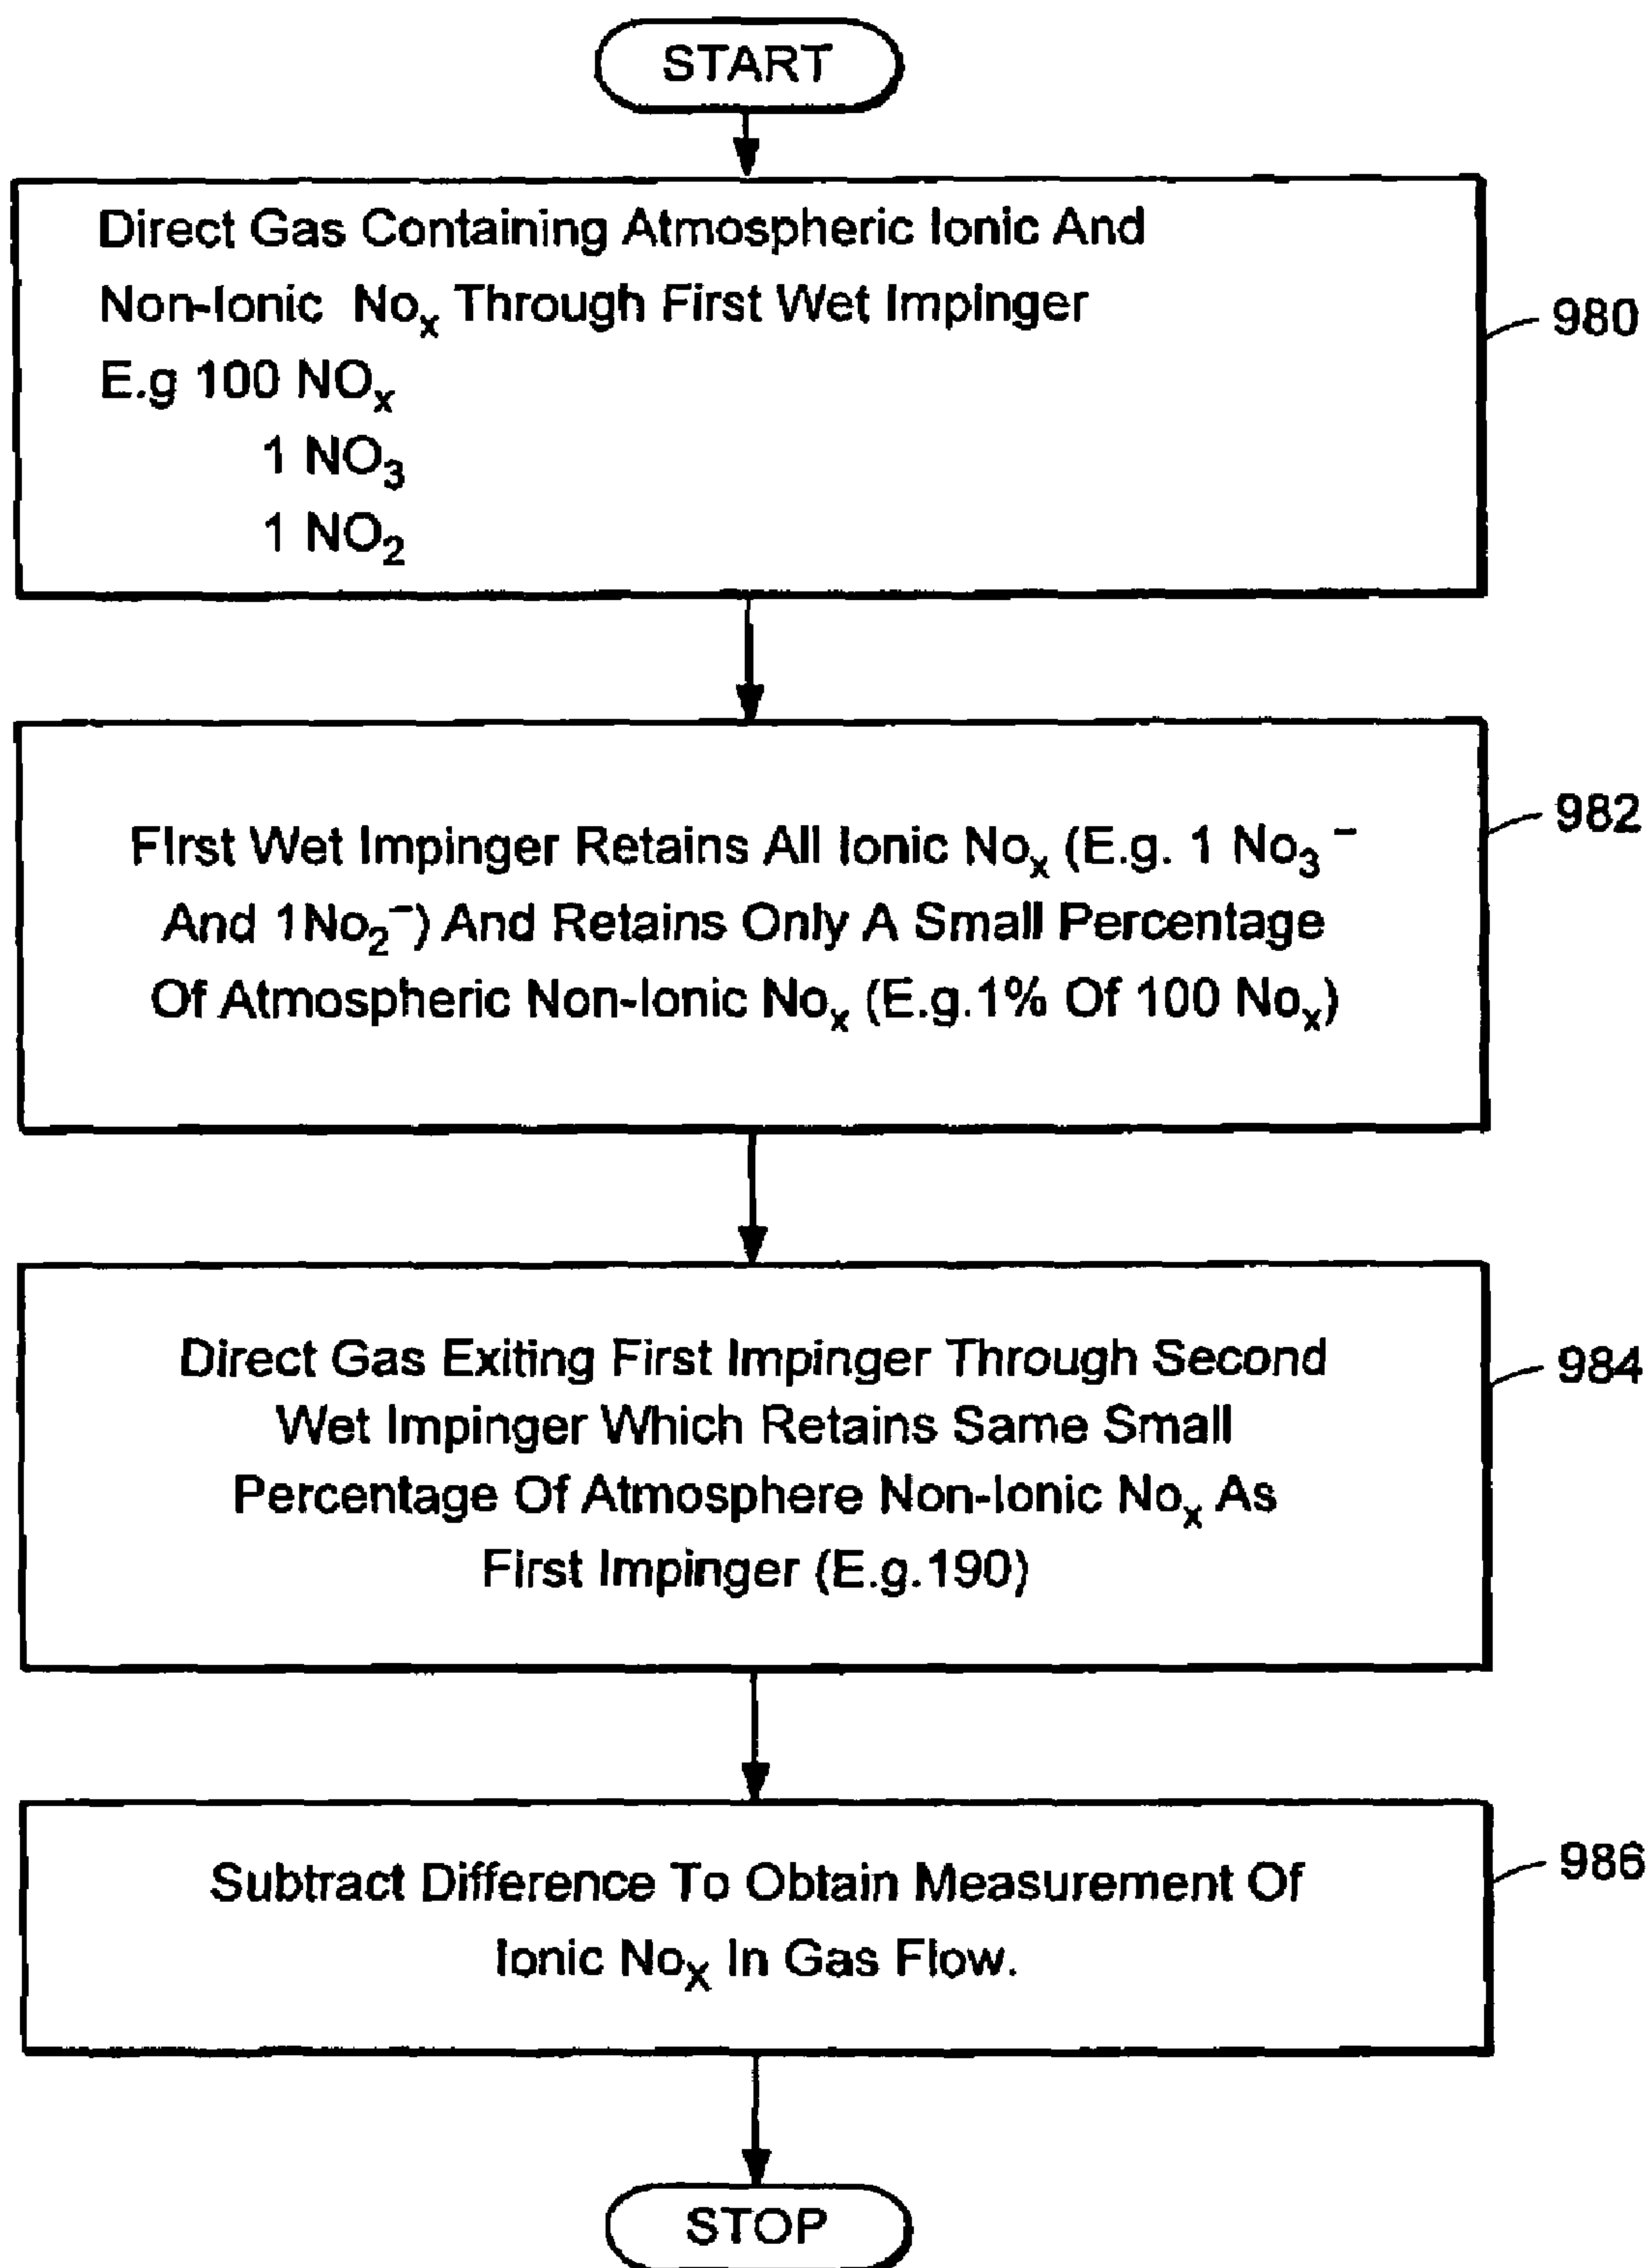 START
Direct Gas Containing Atmospheric Ionic And
Non-Ionic Noₓ Through First Wet Impinger
E.g 100 NOₓ
1 NO₃
1 NO₂
980
FIrst Wet Impinger Retains All Ionic Noₓ (E.g. 1 No₃⁻
And 1No₂⁻) And Retains Only A Small Percentage
Of Atmospheric Non-Ionic Noₓ (E.g.1% Of 100 Noₓ)
982
Direct Gas Exiting First Impinger Through Second
Wet Impinger Which Retains Same Small
Percentage Of Atmosphere Non-Ionic Noₓ As
First Impinger (E.g.190)
984
Subtract Difference To Obtain Measurement Of
Ionic Noₓ In Gas Flow.
986
STOP